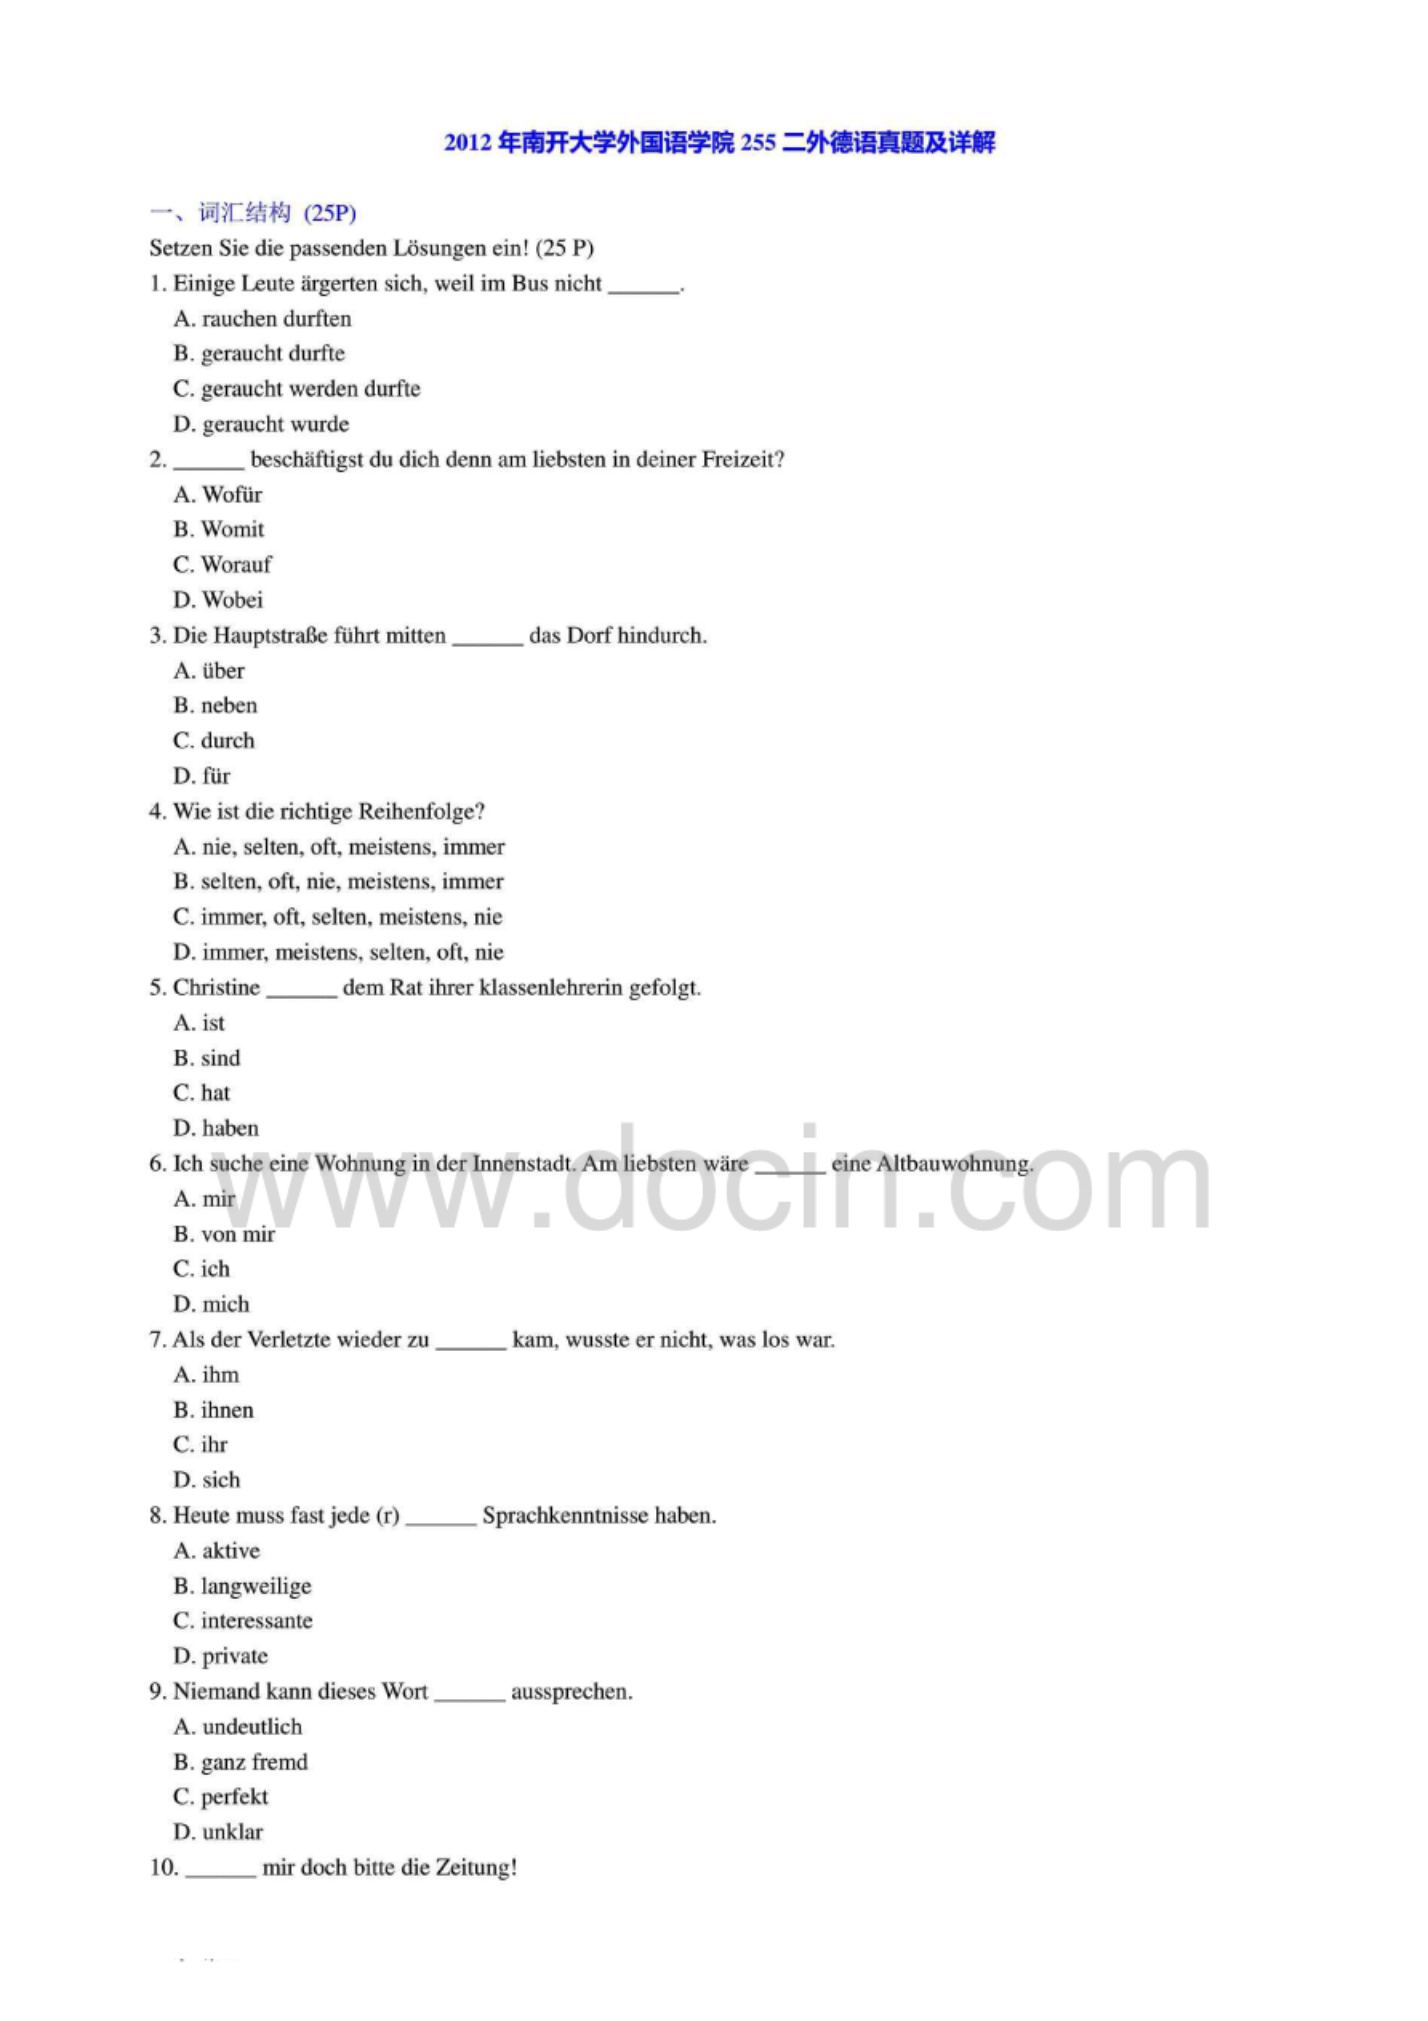 2012 年南开大学外国语学院 255 二外德语真题及详解
一、词汇结构 (25P)
Setzen Sie die passenden Lösungen ein! (25 P)
1. Einige Leute ärgerten sich, weil im Bus nicht ______.
A. rauchen durften
B. geraucht durfte
C. geraucht werden durfte
D. geraucht wurde
2. ______ beschäftigst du dich denn am liebsten in deiner Freizeit?
A. Wofür
B. Womit
C. Worauf
D. Wobei
3. Die Hauptstraße führt mitten ______ das Dorf hindurch.
A. über
B. neben
C. durch
D. für
4. Wie ist die richtige Reihenfolge?
A. nie, selten, oft, meistens, immer
B. selten, oft, nie, meistens, immer
C. immer, oft, selten, meistens, nie
D. immer, meistens, selten, oft, nie
5. Christine ______ dem Rat ihrer klassenlehrerin gefolgt.
A. ist
B. sind
C. hat
D. haben
www.docin.com
6. Ich suche eine Wohnung in der Innenstadt. Am liebsten wäre ______ eine Altbauwohnung.
A. mir
B. von mir
C. ich
D. mich
7. Als der Verletzte wieder zu ______ kam, wusste er nicht, was los war.
A. ihm
B. ihnen
C. ihr
D. sich
8. Heute muss fast jede (r) ______ Sprachkenntnisse haben.
A. aktive
B. langweilige
C. interessante
D. private
9. Niemand kann dieses Wort ______ aussprechen.
A. undeutlich
B. ganz fremd
C. perfekt
D. unklar
10. ______ mir doch bitte die Zeitung!